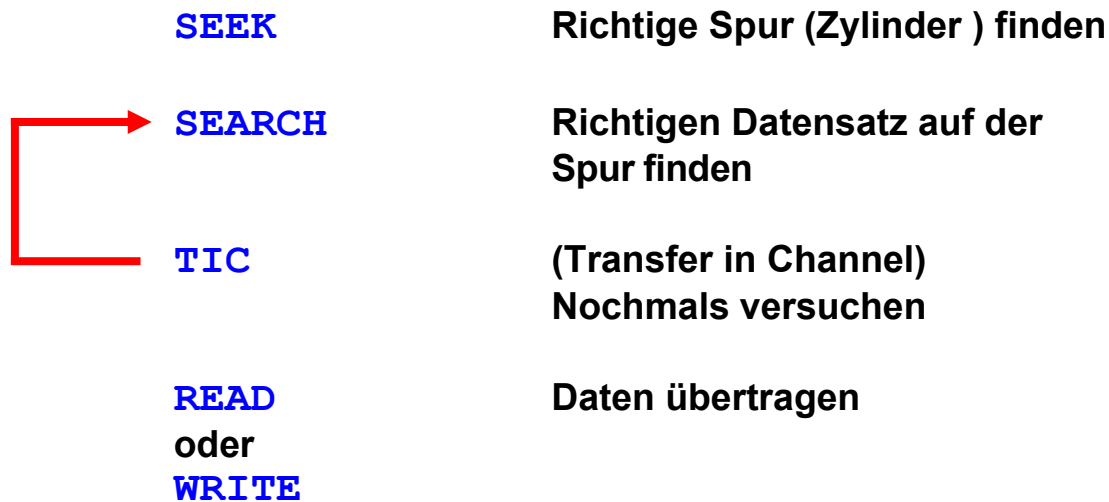 SEEK Richtige Spur (Zylinder ) finden
SEARCH Richtigen Datensatz auf der
Spur finden
TIC (Transfer in Channel)
Nochmals versuchen
READ Daten übertragen
oder
WRITE